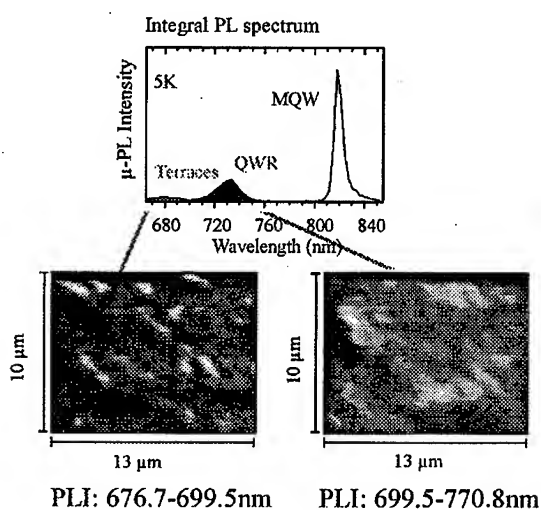 Integral PL spectrum
5K
MQW
QWR
Terraces
μ-PL Intensity
680 720 760 800 840
Wavelength (nm)
10 μm
10 μm
13 μm
13 μm
PLI: 676.7-699.5nm
PLI: 699.5-770.8nm